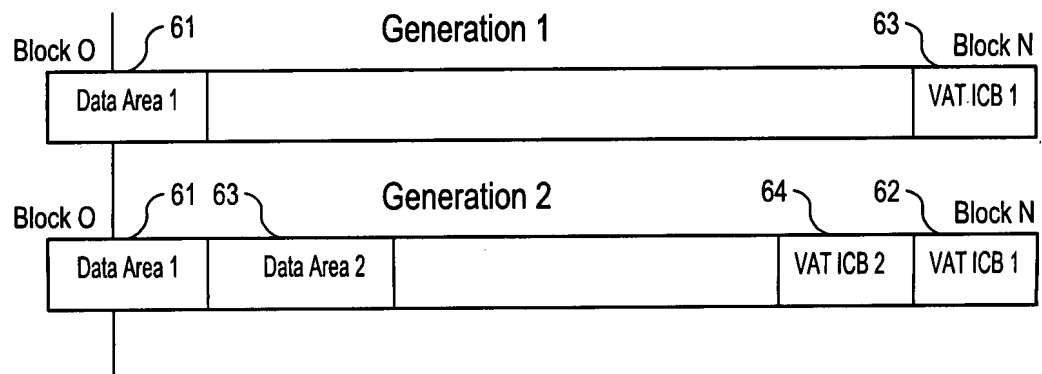 Generation 1
Block O 61 63 Block N
Data Area 1 VAT ICB 1
Generation 2
Block O 61 63 64 62 Block N
Data Area 1 Data Area 2 VAT ICB 2 VAT ICB 1